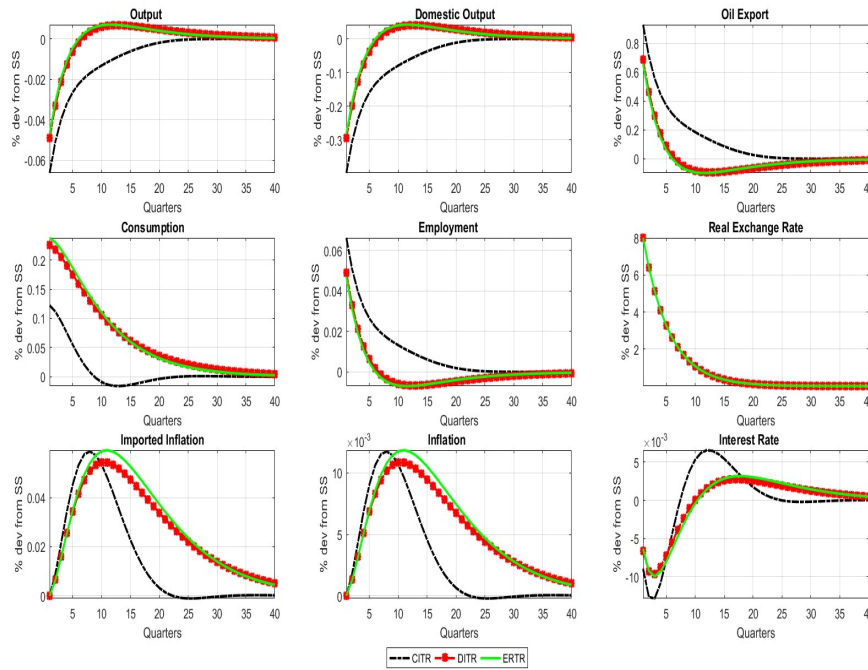 Output
% dev from SS
0
-0.02
-0.04
-0.06
5 10 15 20 25 30 35 40
Quarters
Domestic Output
% dev from SS
0
-0.1
-0.2
-0.3
5 10 15 20 25 30 35 40
Quarters
Oil Export
% dev from SS
0.8
0.6
0.4
0.2
0
5 10 15 20 25 30 35 40
Quarters
Consumption
% dev from SS
0.2
0.15
0.1
0.05
0
5 10 15 20 25 30 35 40
Quarters
Employment
% dev from SS
0.06
0.04
0.02
0
5 10 15 20 25 30 35 40
Quarters
Real Exchange Rate
% dev from SS
8
6
4
2
5 10 15 20 25 30 35 40
Quarters
Imported Inflation
% dev from SS
0.04
0.02
0
5 10 15 20 25 30 35 40
Quarters
Inflation
×10⁻³
% dev from SS
10
5
0
5 10 15 20 25 30 35 40
Quarters
Interest Rate
×10⁻³
% dev from SS
5
0
-5
-10
5 10 15 20 25 30 35 40
Quarters
CITR DITR ERTR